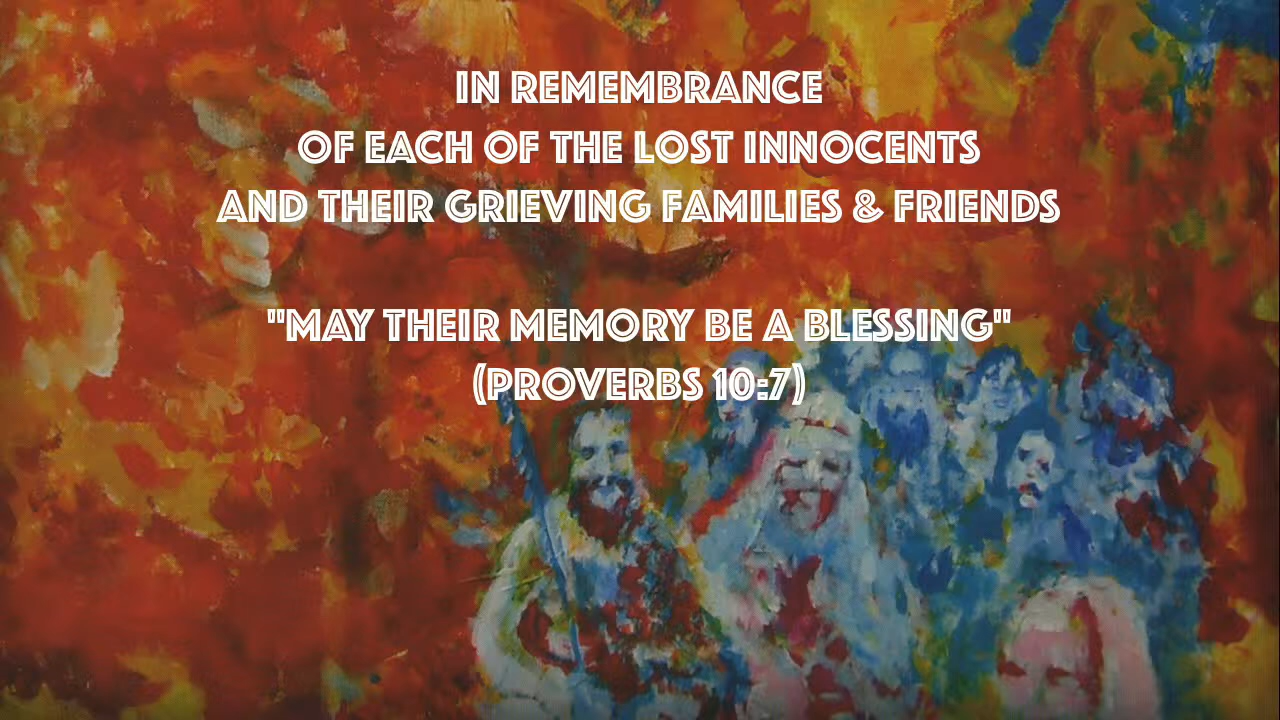 IN REMEMBRANCE
OF EACH OF THE LOST INNOCENTS
AND THEIR GRIEVING FAMILIES & FRIENDS
"MAY THEIR MEMORY BE A BLESSING"
(PROVERBS 10:7)